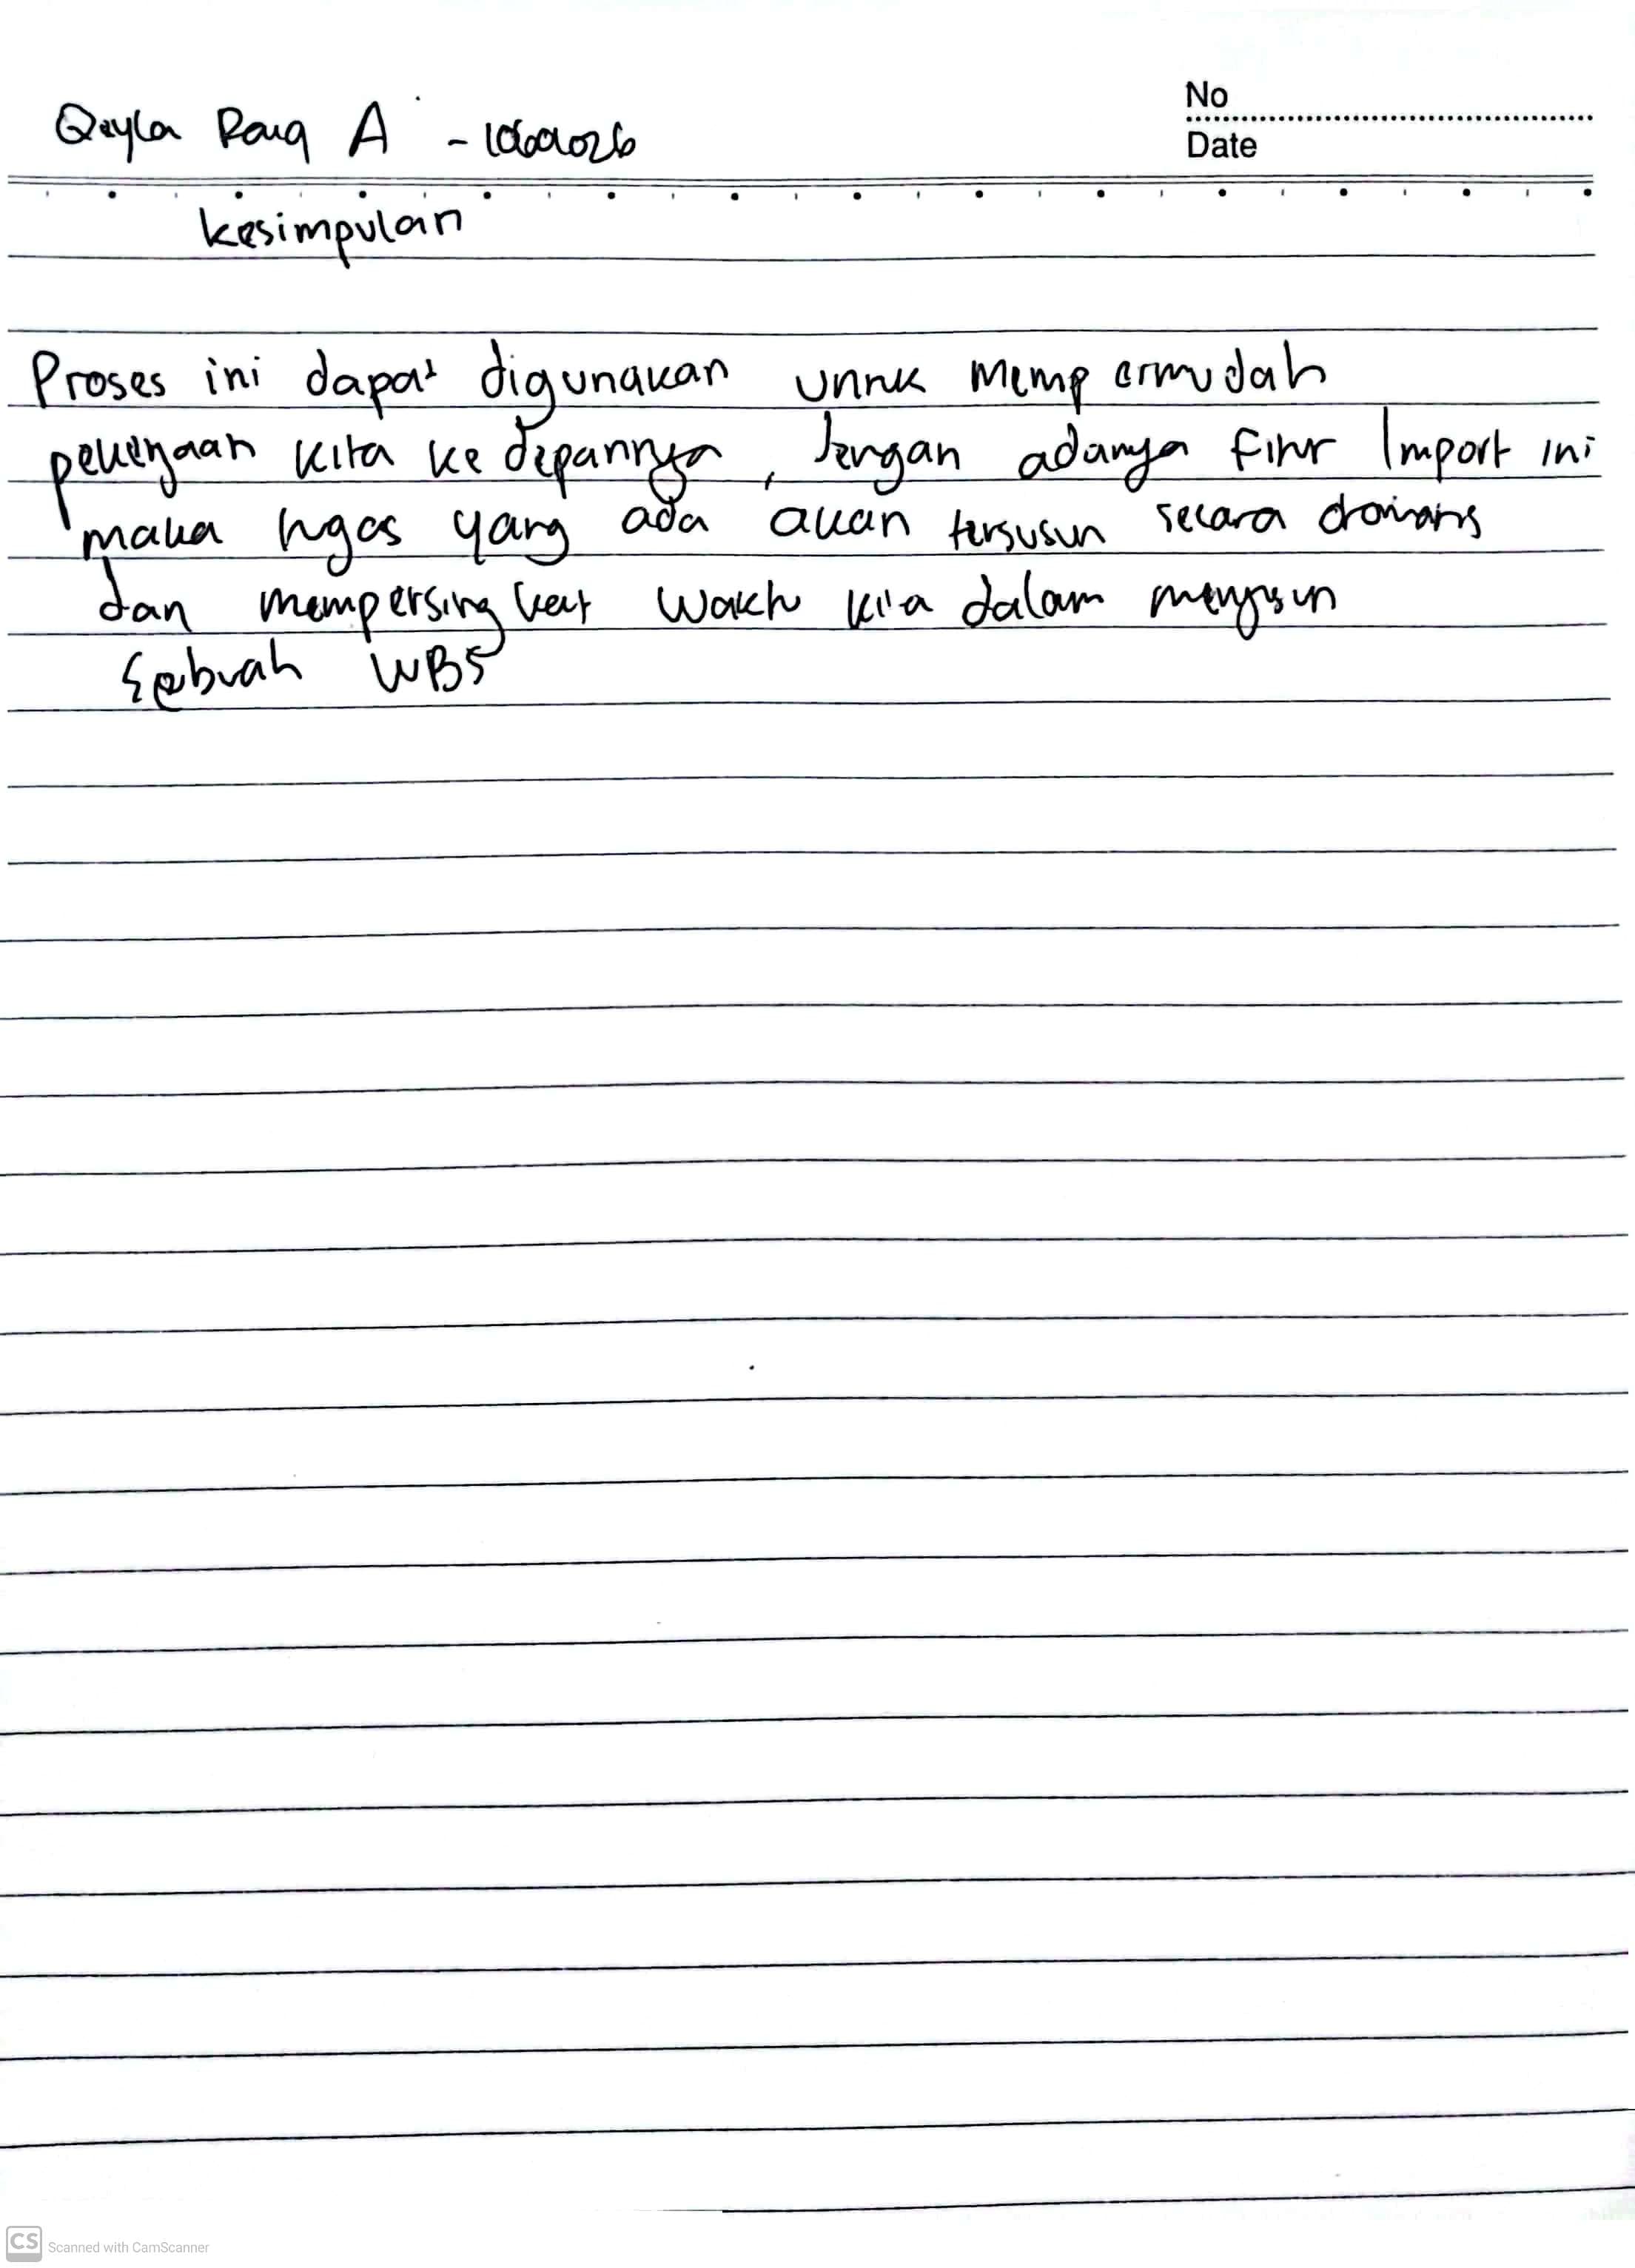 No
Qayla Raiq A -
Date
kesimpulan
Proses ini dapat digunakan untuk mempermudah
pekerjaan kita kedepannya, dengan adanya fitur Import ini
maka tugas yang ada akan tersusun secara otomatis
dan mempersingkat waktu kita dalam menyusun
sebuah WBS
CS Scanned with CamScanner